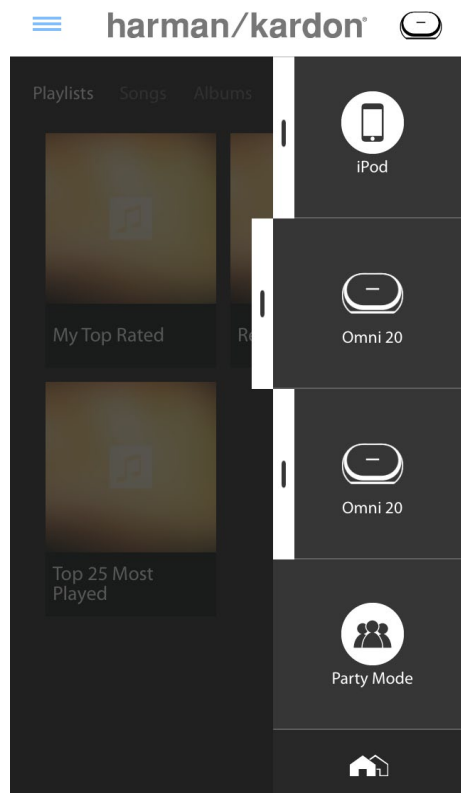 harman/kardon®
Playlists Songs Albums
iPod
My Top Rated
Omni 20
Omni 20
Top 25 Most
Played
Party Mode